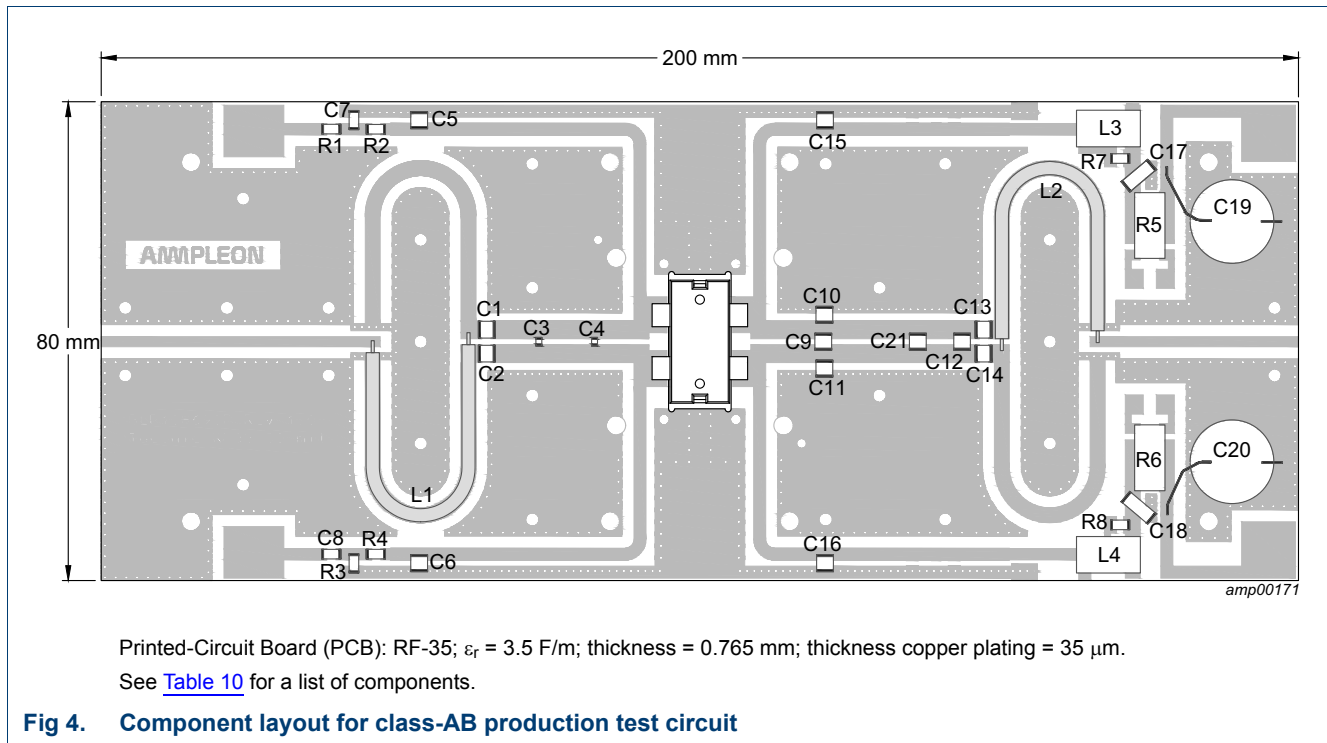 200 mm
C7
C5
R1
R2
C15
L3
R7
C17
L2
C19
R5
AMMPLEON
C1
C10
C13
C3
C4
80 mm
C9
C21
C12
C2
C11
C14
R6
C20
L1
C8
R4
R8
C18
R3
C6
C16
L4
amp00171
Printed-Circuit Board (PCB): RF-35; εr = 3.5 F/m; thickness = 0.765 mm; thickness copper plating = 35 μm.
See Table 10 for a list of components.
Fig 4. Component layout for class-AB production test circuit